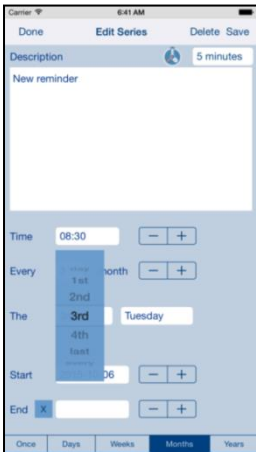 Carrier 6:41 AM
Done Edit Series Delete Save
Description 5 minutes
New reminder
Time 08:30 − +
Every month − +
1st
2nd
The 3rd Tuesday
4th
last
Start 06 − +
End X − +
Once Days Weeks Months Years